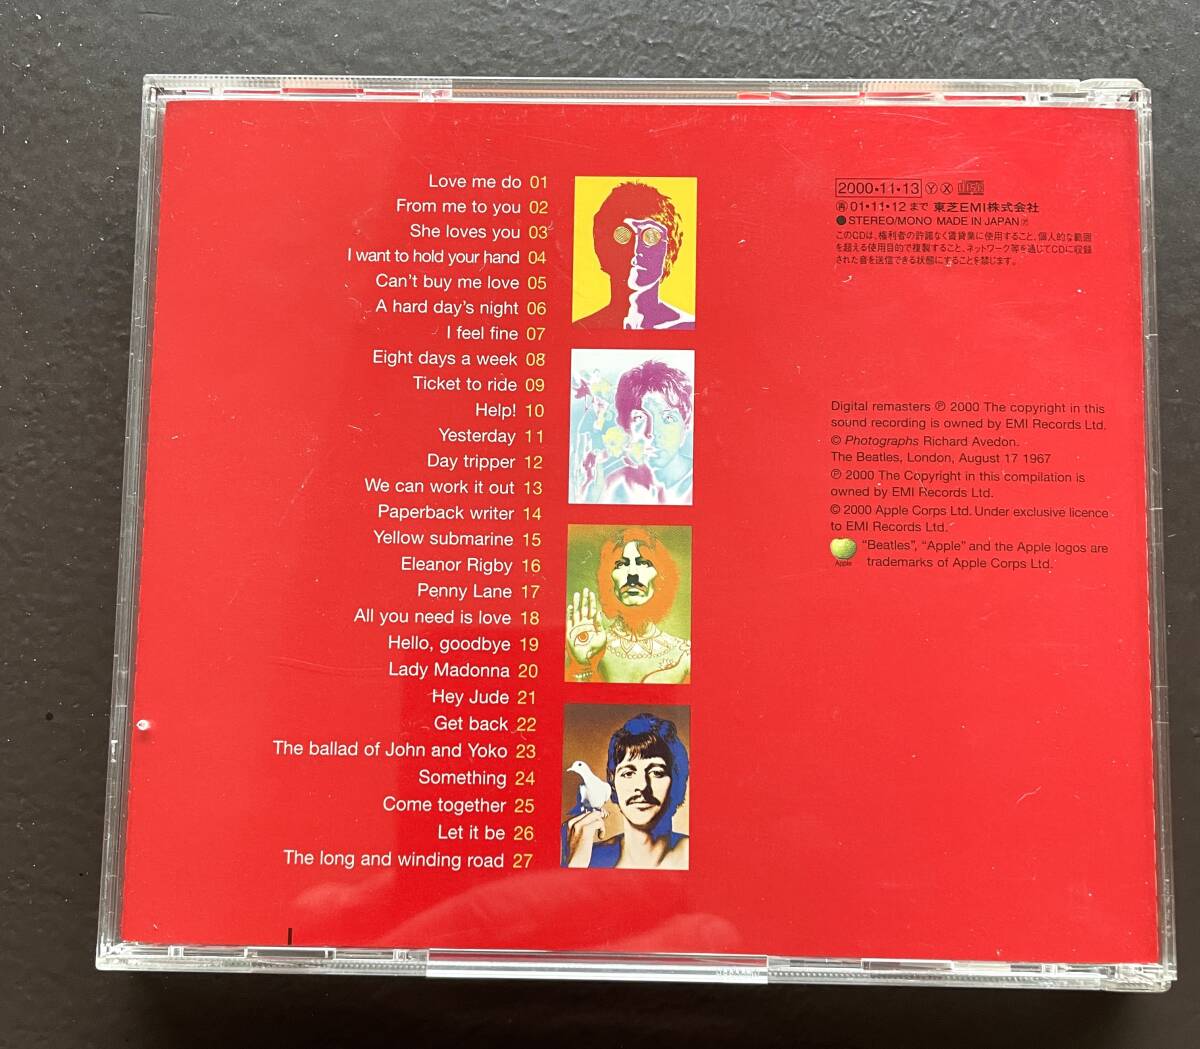 Love me do 01
From me to you 02
She loves you 03
I want to hold your hand 04
Can't buy me love 05
A hard day's night 06
I feel fine 07
Eight days a week 08
Ticket to ride 09
Help! 10
Yesterday 11
Day tripper 12
We can work it out 13
Paperback writer 14
Yellow submarine 15
Eleanor Rigby 16
Penny Lane 17
All you need is love 18
Hello, goodbye 19
Lady Madonna 20
Hey Jude 21
Get back 22
The ballad of John and Yoko 23
Something 24
Come together 25
Let it be 26
The long and winding road 27
2000•11•13 Ⓨ Ⓧ
㊢01•11•12 まで 東芝EMI株式会社
●STEREO/MONO MADE IN JAPAN
このCDは、権利者の許諾なく賃貸業に使用すること、個人的な範囲
を超える使用目的で複製すること、ネットワーク等を通じてCDに収録
された音を送信できる状態にすることを禁じます。
Digital remasters ℗ 2000 The copyright in this
sound recording is owned by EMI Records Ltd.
© Photographs Richard Avedon.
The Beatles, London, August 17 1967
℗ 2000 The Copyright in this compilation is
owned by EMI Records Ltd.
© 2000 Apple Corps Ltd. Under exclusive licence
to EMI Records Ltd.
"Beatles", "Apple" and the Apple logos are
trademarks of Apple Corps Ltd.
Apple